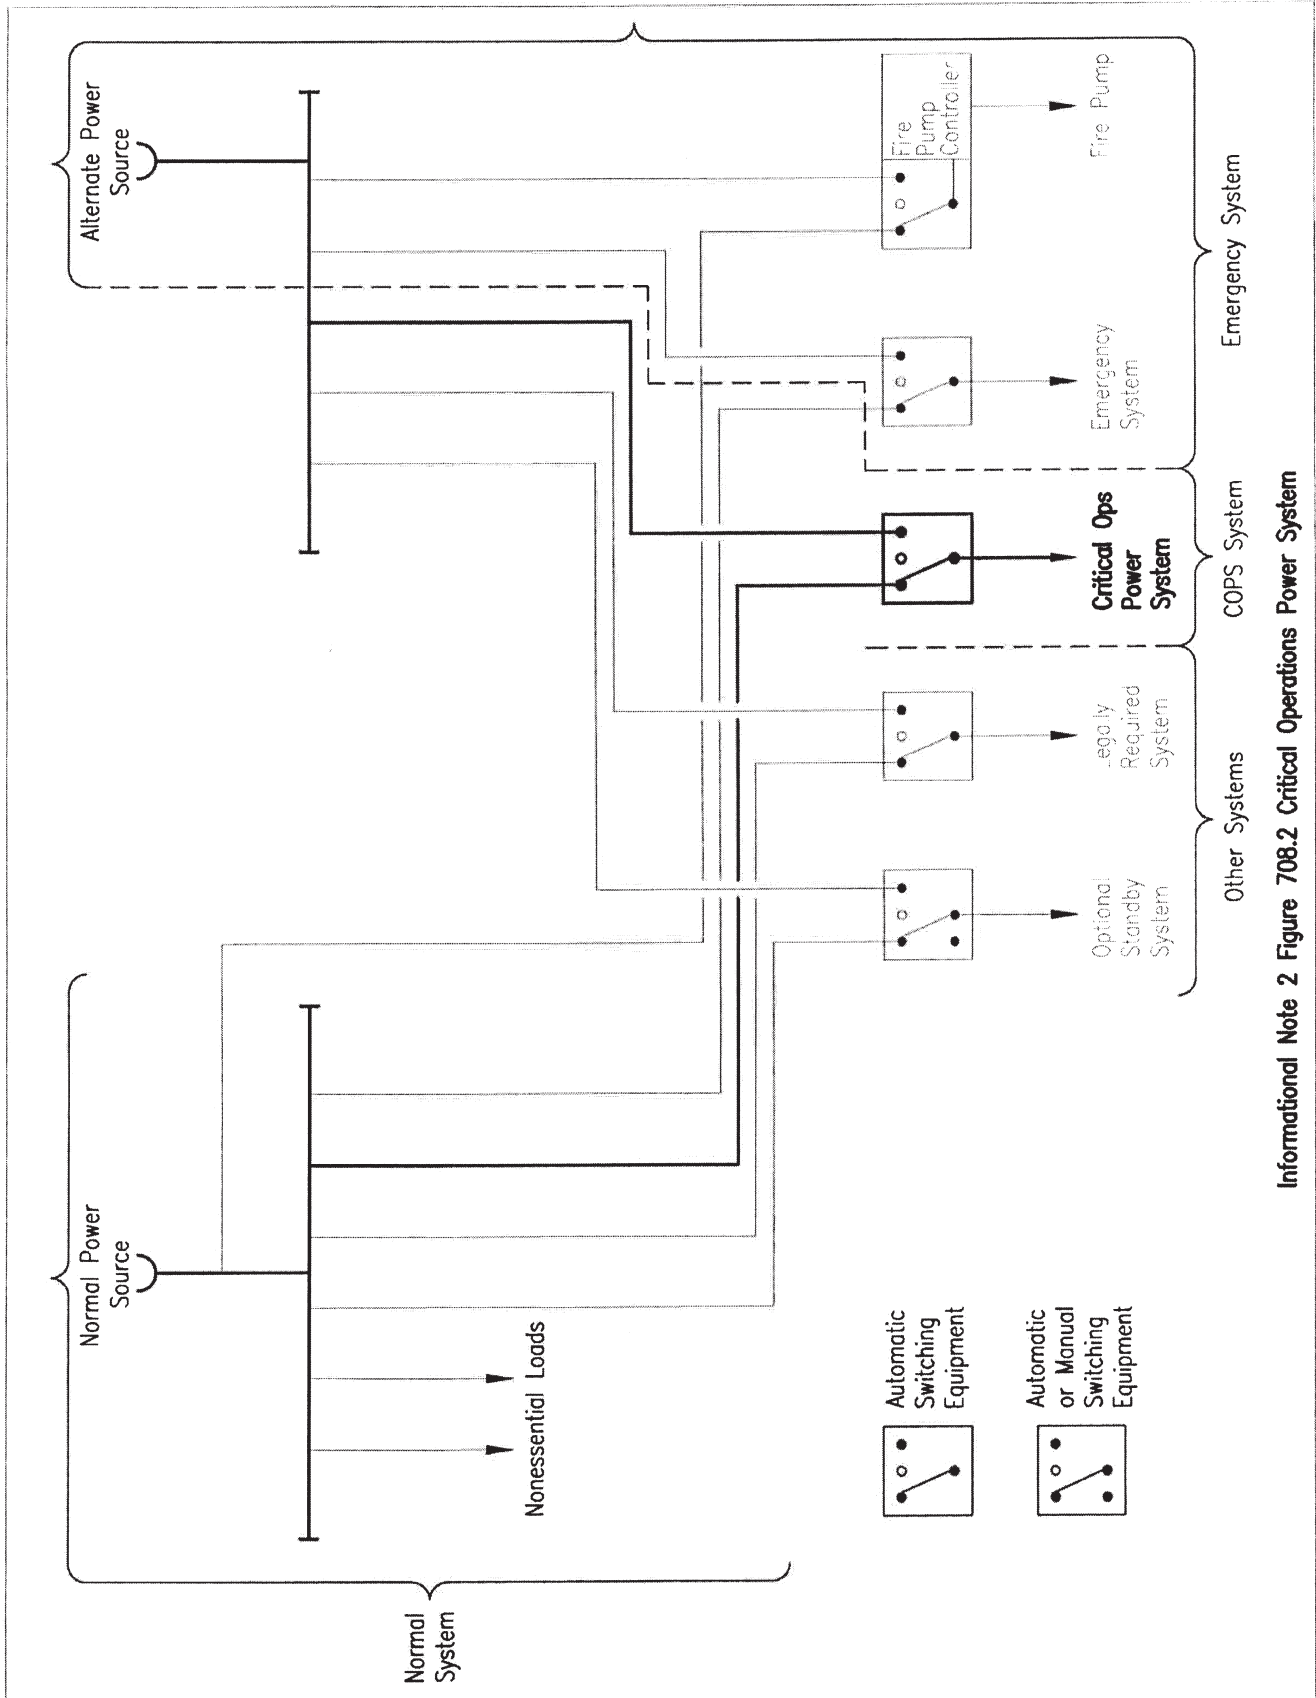 Normal Power
Source
Alternate Power
Source
Normal
System
Nonessential Loads
Fire
Pump
Controller
Automatic
Switching
Equipment
Automatic
or Manual
Switching
Equipment
Optional
Standby
System
Legally
Required
System
Critical Ops
Power
System
Emergency
System
Fire Pump
Other Systems
COPS System
Emergency System
Informational Note 2 Figure 708.2 Critical Operations Power System